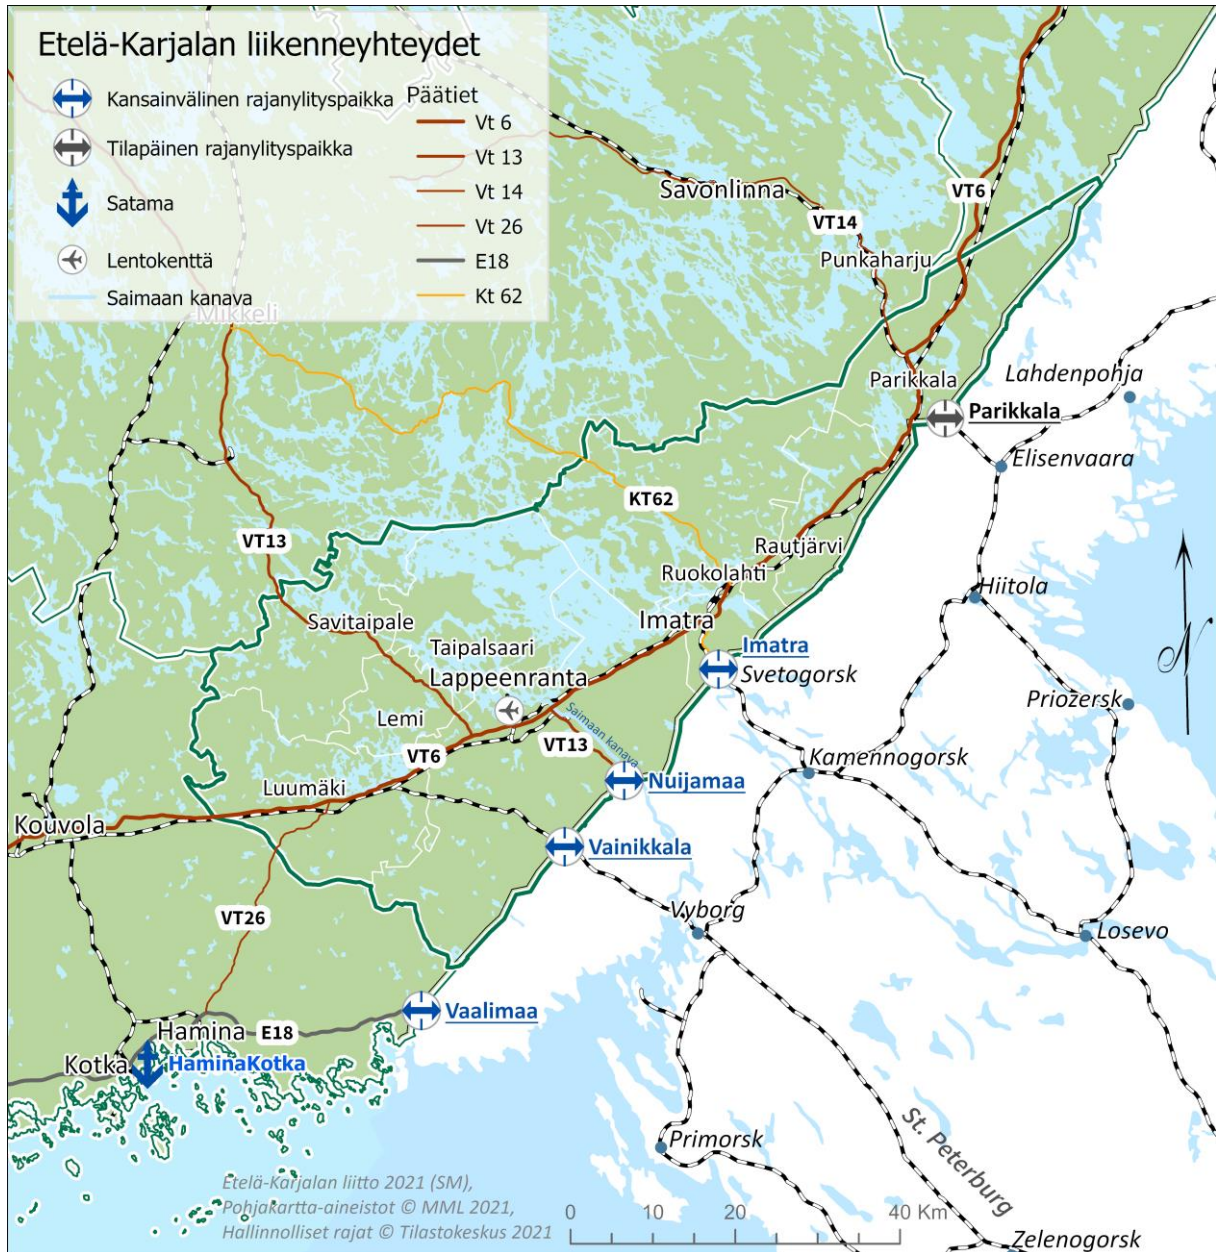 Etelä-Karjalan liikenneyhteydet
Kansainvälinen rajanylityspaikka
Tilapäinen rajanylityspaikka
Satama
Lentokenttä
Saimaan kanava
Päätiet
Vt 6
Vt 13
Vt 14
Vt 26
E18
Kt 62
Mikkeli
Savonlinna
VT6
VT14
Punkaharju
Parikkala
Lahdenpohja
Parikkala
Elisenvaara
KT62
VT13
Rautjärvi
Ruokolahti
Hiitola
Savitaipale
Imatra
Taipalsaari
Imatra
Lappeenranta
Svetogorsk
N
Priozersk
Lemi
Saimaan kanava
VT6
VT13
Kamennogorsk
Nuijamaa
Luumäki
Kouvola
Vainikkala
VT26
Vyborg
Losevo
Vaalimaa
Hamina
E18
Kotka
HaminaKotka
St. Peterburg
Primorsk
Etelä-Karjalan liitto 2021 (SM),
Pohjakartta-aineistot © MML 2021,
Hallinnolliset rajat © Tilastokeskus 2021
0 10 20 40 Km
Zelenogorsk